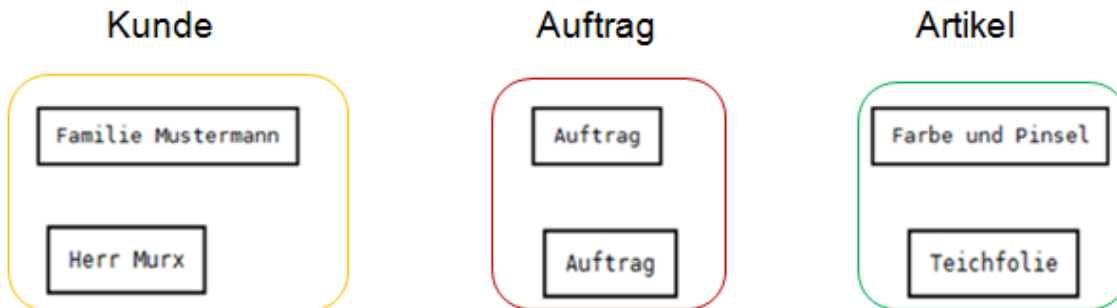 Kunde
Auftrag
Artikel
Familie Mustermann
Auftrag
Farbe und Pinsel
Herr Murx
Auftrag
Teichfolie